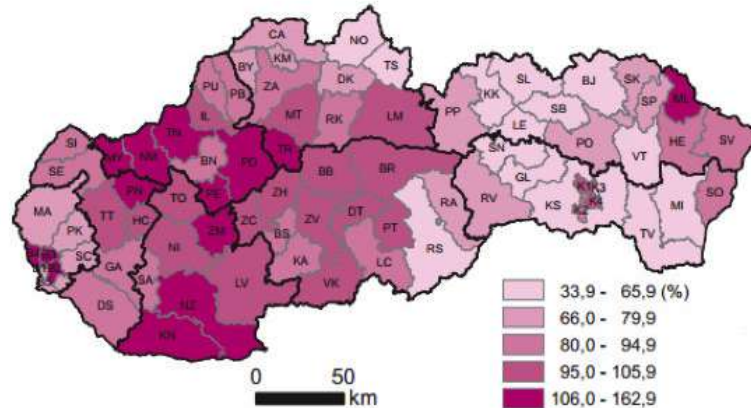 CA
NO
KM
BY
TS
PU
PB
ZA
DK
SL
BJ
SK
KK
SP
ML
IL
MT
RK
LM
PP
LE
SB
TN
PO
HE
SV
SI
MY
NM
BN
PD
TR
SN
VT
SE
PN
PE
BB
BR
GL
MA
TT
HC
TO
ZH
RA
RV
KS
MI
SO
PK
ZM
ZC
ZV
DT
PT
TV
NI
BS
RS
SC
GA
SA
KA
LC
LV
DS
NZ
VK
KN
33,9 - 65,9 (%)
66,0 - 79,9
80,0 - 94,9
95,0 - 105,9
106,0 - 162,9
0 50
km